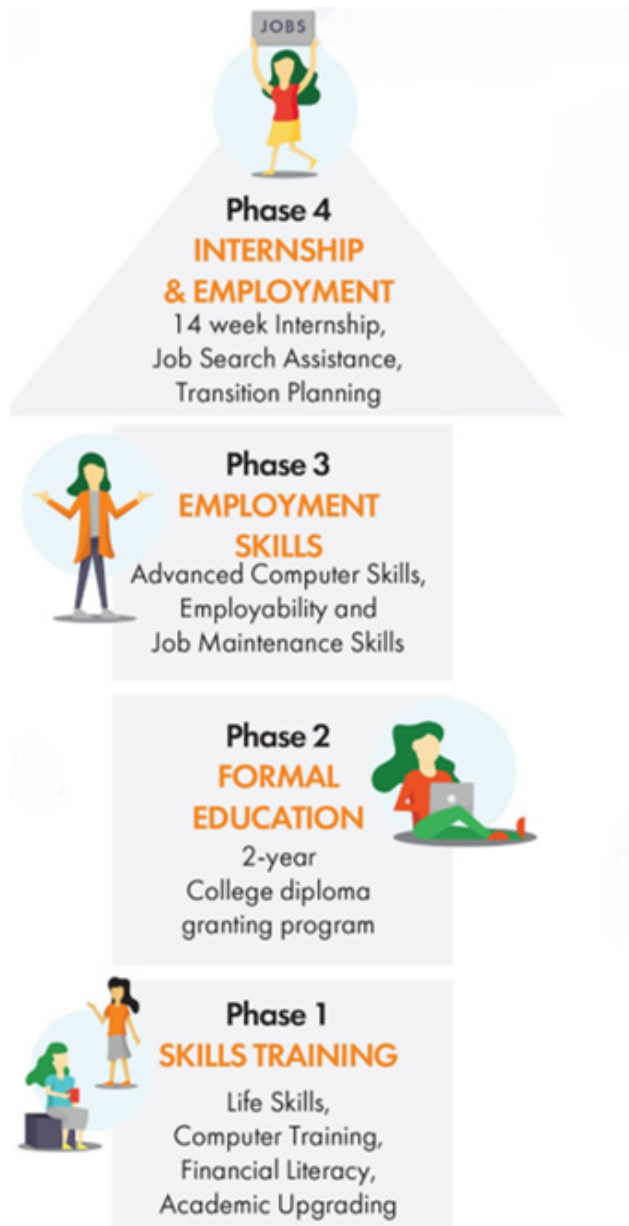 JOBS
Phase 4
INTERNSHIP
& EMPLOYMENT
14 week Internship,
Job Search Assistance,
Transition Planning
Phase 3
EMPLOYMENT
SKILLS
Advanced Computer Skills,
Employability and
Job Maintenance Skills
Phase 2
FORMAL
EDUCATION
2-year
College diploma
granting program
Phase 1
SKILLS TRAINING
Life Skills,
Computer Training,
Financial Literacy,
Academic Upgrading